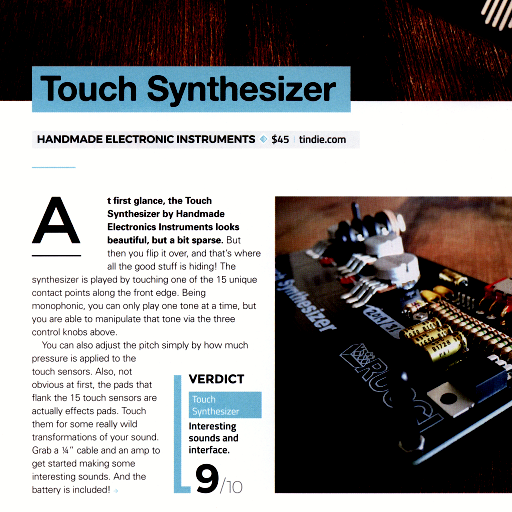 Touch Synthesizer
HANDMADE ELECTRONIC INSTRUMENTS $45 tindie.com
At first glance, the Touch
Synthesizer by Handmade
Electronics Instruments looks
beautiful, but a bit sparse. But
then you flip it over, and that's where
all the good stuff is hiding! The
synthesizer is played by touching one of the 15 unique
contact points along the front edge. Being
monophonic, you can only play one tone at a time, but
you are able to manipulate that tone via the three
control knobs above.
You can also adjust the pitch simply by how much
pressure is applied to the
touch sensors. Also, not
obvious at first, the pads that
flank the 15 touch sensors are
actually effects pads. Touch
them for some really wild
transformations of your sound.
Grab a ¼" cable and an amp to
get started making some
interesting sounds. And the
battery is included!
VERDICT
Touch
Synthesizer
Interesting
sounds and
interface.
9/10
Synthesizer